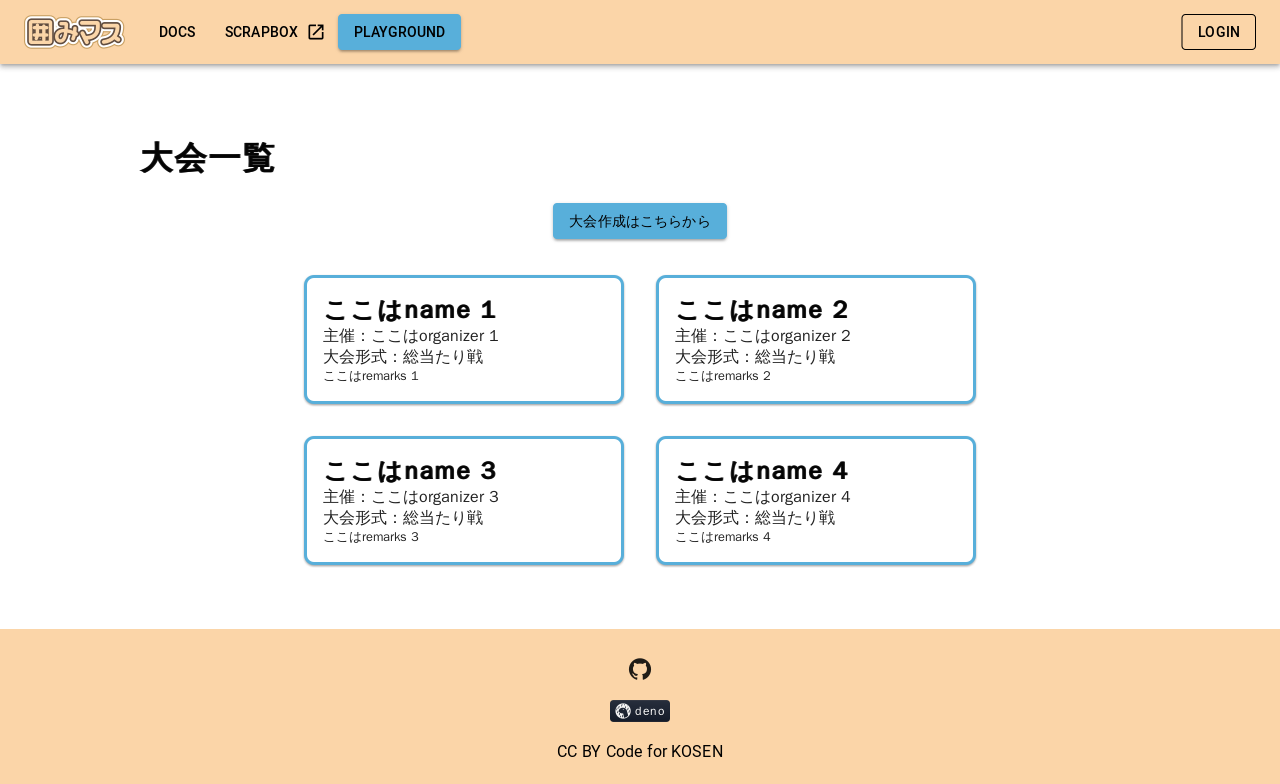 囲みマス
DOCS
SCRAPBOX
PLAYGROUND
LOGIN
大会一覧
大会作成はこちらから
ここはname 1
主催：ここはorganizer 1
大会形式：総当たり戦
ここはremarks 1
ここはname 2
主催：ここはorganizer 2
大会形式：総当たり戦
ここはremarks 2
ここはname 3
主催：ここはorganizer 3
大会形式：総当たり戦
ここはremarks 3
ここはname 4
主催：ここはorganizer 4
大会形式：総当たり戦
ここはremarks 4
deno
CC BY Code for KOSEN